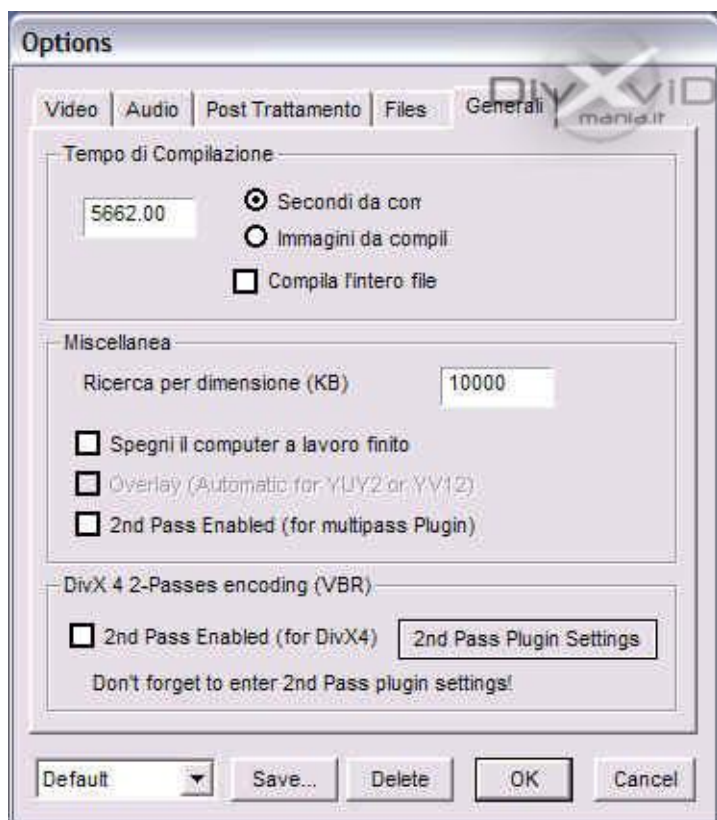 Options
DivXviD
mania.it
Video Audio Post Trattamento Files Generali
Tempo di Compilazione
5662.00
Secondi da com
Immagini da compil
Compila l'intero file
Miscellanea
Ricerca per dimensione (KB) 10000
Spegni il computer a lavoro finito
Overlay (Automatic for YUY2 or YV12)
2nd Pass Enabled (for multipass Plugin)
DivX 4 2-Passes encoding (VBR)
2nd Pass Enabled (for DivX4) 2nd Pass Plugin Settings
Don't forget to enter 2nd Pass plugin settings!
Default Save... Delete OK Cancel